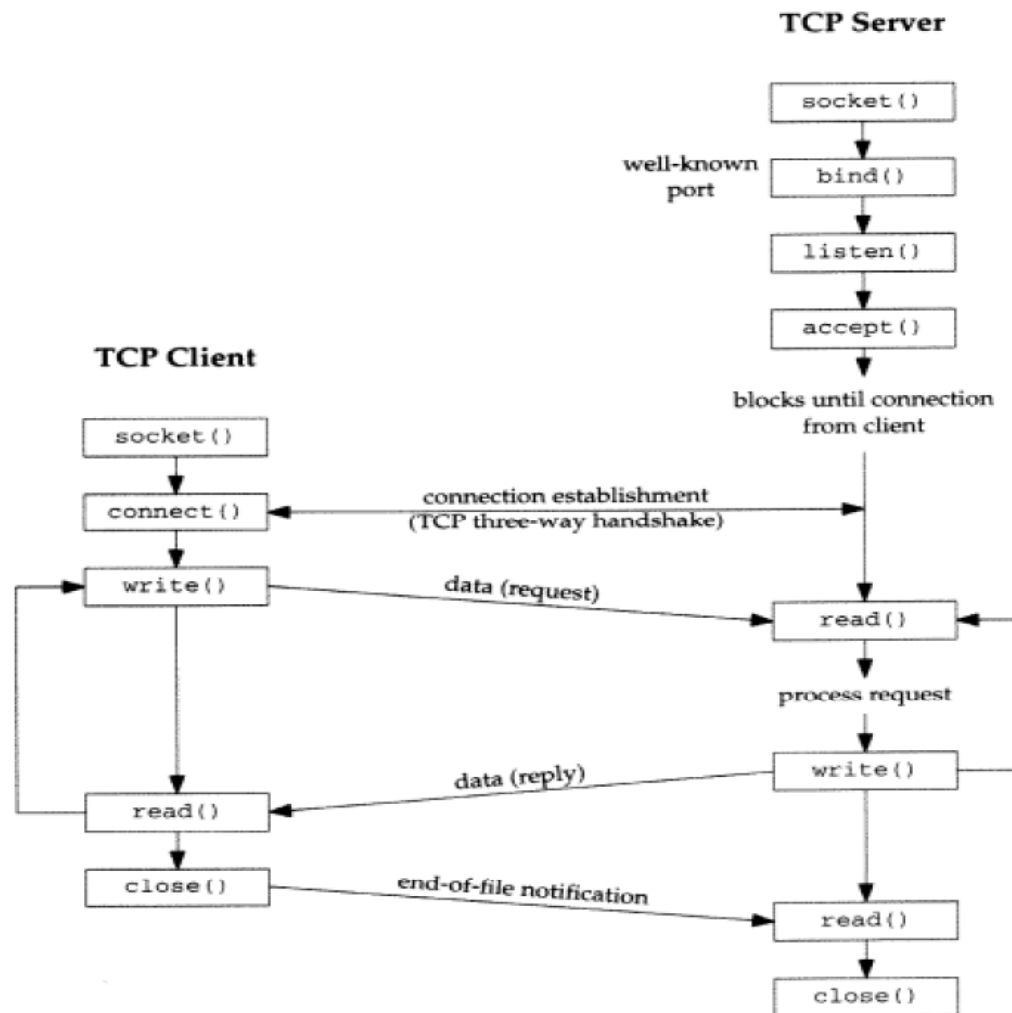 TCP Server
socket()
well-known
port
bind()
listen()
accept()
TCP Client
blocks until connection
from client
socket()
connection establishment
(TCP three-way handshake)
connect()
write()
data (request)
read()
process request
data (reply)
write()
read()
close()
end-of-file notification
read()
close()